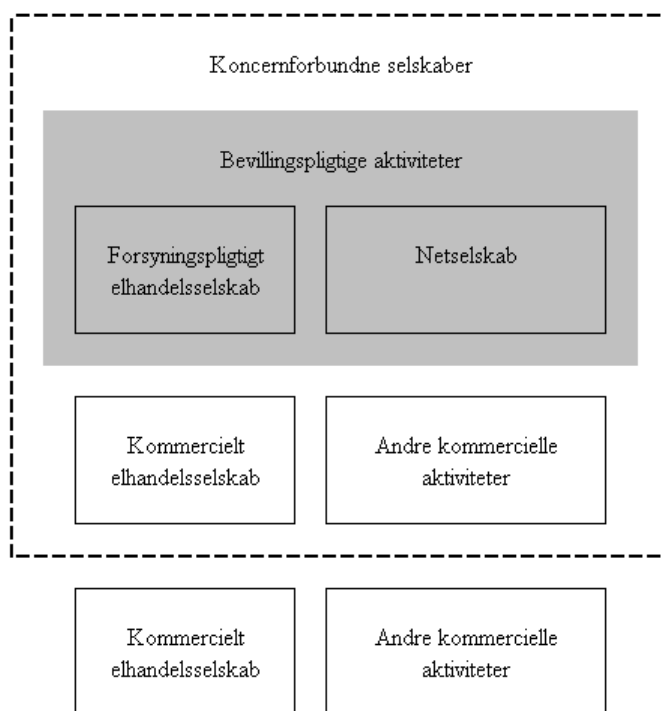 Koncernforbundne selskaber
Bevillingspligtige aktiviteter
Forsyningspligtigt
elhandelsselskab
Netselskab
Kommercielt
elhandelsselskab
Andre kommercielle
aktiviteter
Kommercielt
elhandelsselskab
Andre kommercielle
aktiviteter